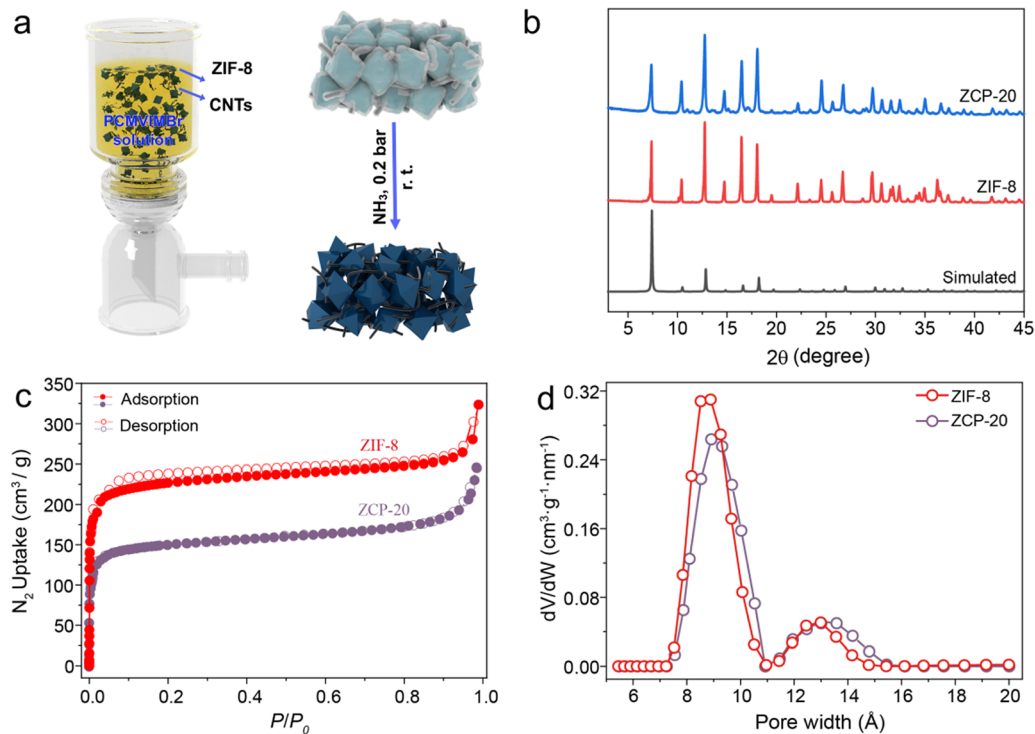 a
ZIF-8
CNTs
PCMVIMBr
solution
NH₃, 0.2 bar
r. t.
b
ZCP-20
ZIF-8
Simulated
5 10 15 20 25 30 35 40 45
2θ (degree)
c
350
300
250
200
150
100
50
0
N₂ Uptake (cm³ / g)
Adsorption
Desorption
ZIF-8
ZCP-20
0.0 0.2 0.4 0.6 0.8 1.0
P/P₀
d
0.32
0.24
0.16
0.08
0.00
dV/dW (cm³·g⁻¹·nm⁻¹)
ZIF-8
ZCP-20
6 8 10 12 14 16 18 20
Pore width (Å)